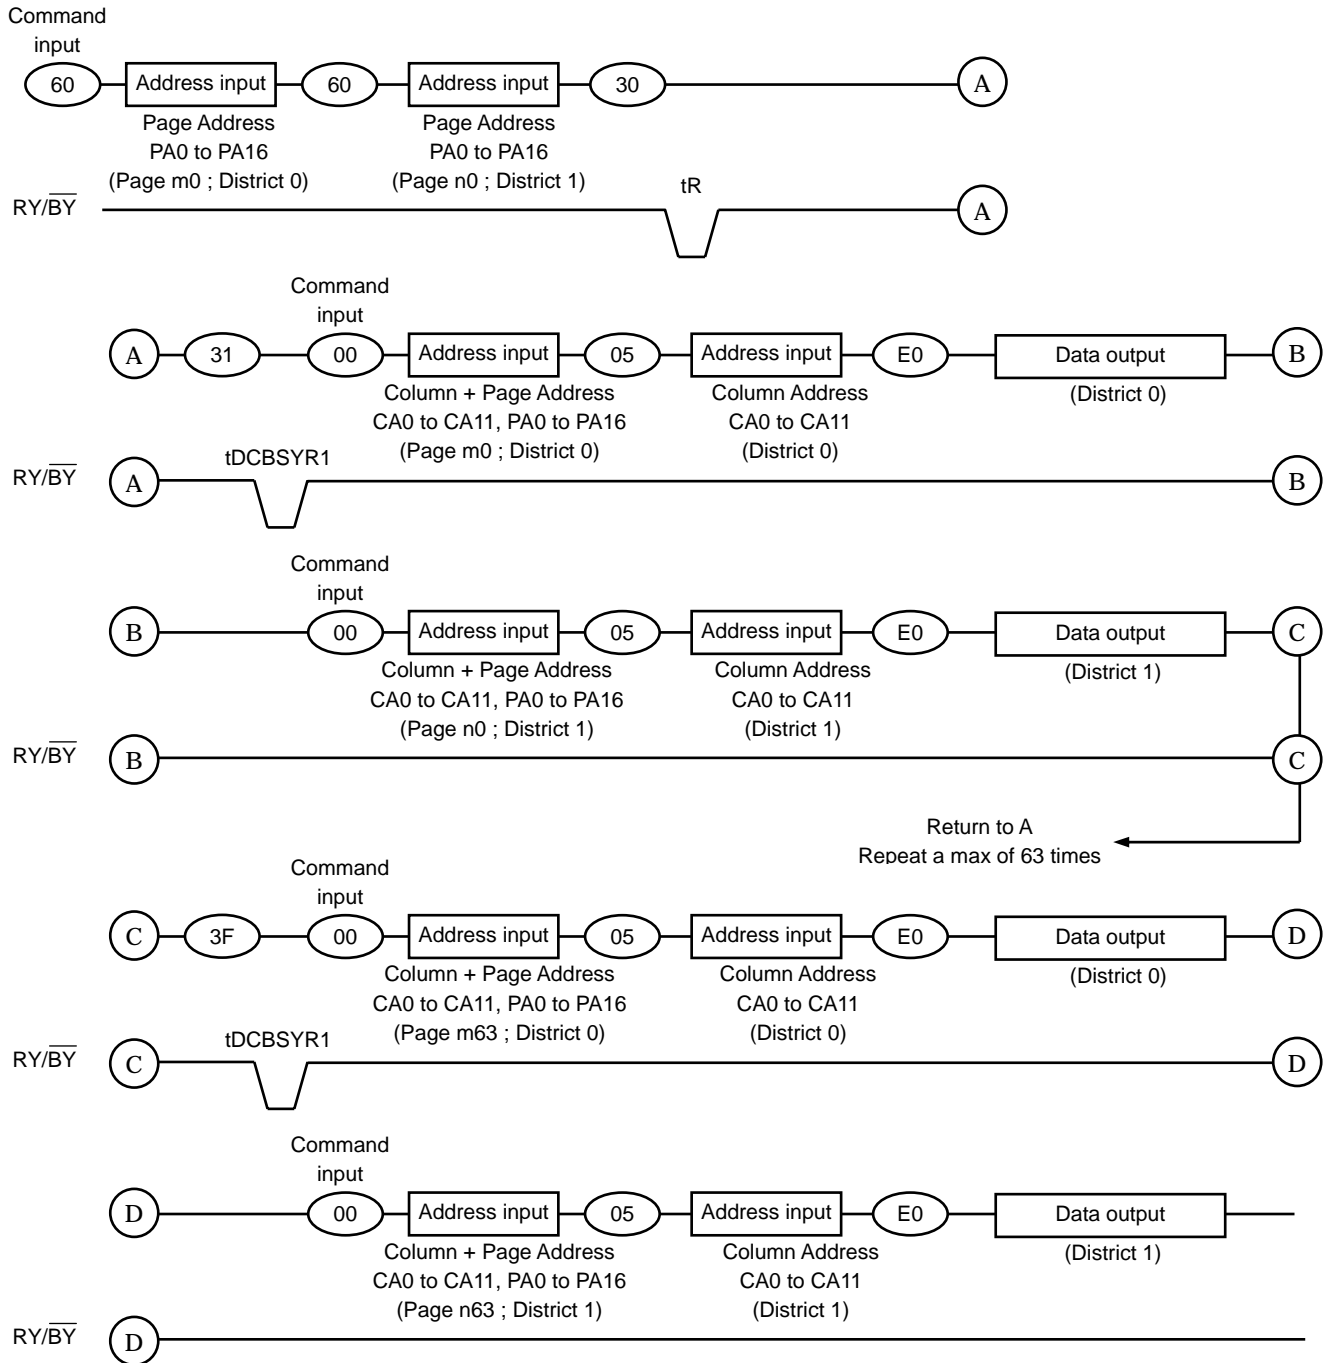 Command
input
60 Address input 60 Address input 30 A
Page Address Page Address
PA0 to PA16 PA0 to PA16
(Page m0 ; District 0) (Page n0 ; District 1)
tR
RY/BY A
Command
input
A 31 00 Address input 05 Address input E0 Data output B
Column + Page Address Column Address (District 0)
CA0 to CA11, PA0 to PA16 CA0 to CA11
(Page m0 ; District 0) (District 0)
tDCBSYR1
RY/BY A B
Command
input
B 00 Address input 05 Address input E0 Data output C
Column + Page Address Column Address (District 1)
CA0 to CA11, PA0 to PA16 CA0 to CA11
(Page n0 ; District 1) (District 1)
RY/BY B C
Return to A
Repeat a max of 63 times
Command
input
C 3F 00 Address input 05 Address input E0 Data output D
Column + Page Address Column Address (District 0)
CA0 to CA11, PA0 to PA16 CA0 to CA11
(Page m63 ; District 0) (District 0)
tDCBSYR1
RY/BY C D
Command
input
D 00 Address input 05 Address input E0 Data output
Column + Page Address Column Address (District 1)
CA0 to CA11, PA0 to PA16 CA0 to CA11
(Page n63 ; District 1) (District 1)
RY/BY D